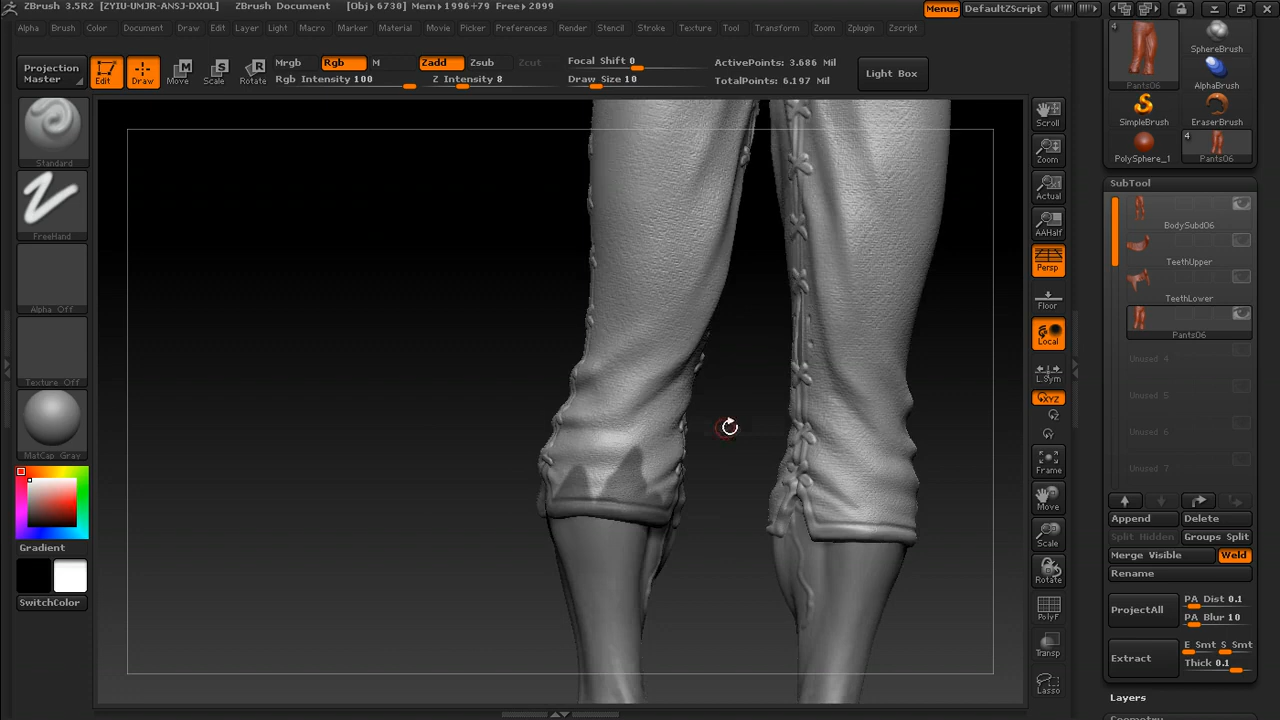 ZBrush 3.5R2 [ZYIU-UMJR-ANSJ-DXOL] ZBrush Document [Obj▸6730] Mem▸1996+79 Free▸2099 Menus DefaultZScript
Alpha Brush Color Document Draw Edit Layer Light Macro Marker Material Movie Picker Preferences Render Stencil Stroke Texture Tool Transform Zoom Zplugin Zscript
Projection Master
Edit
Draw
Move
Scale
Rotate
Mrgb Rgb M
Rgb Intensity 100
Zadd Zsub Zcut
Z Intensity 8
Focal Shift 0
Draw Size 10
ActivePoints: 3.686 Mil
TotalPoints: 6.197 Mil
Light Box
Standard
FreeHand
Alpha Off
Texture Off
MatCap Gray
Gradient
SwitchColor
Scroll
Zoom
Actual
AAHalf
Persp
Floor
Local
L.Sym
XYZ
Z
Y
Frame
Move
Scale
Rotate
PolyF
Transp
Lasso
4
Pants06
SphereBrush
AlphaBrush
SimpleBrush
EraserBrush
PolySphere_1
4
Pants06
SubTool
BodySubd06
TeethUpper
TeethLower
Pants06
Unused 4
Unused 5
Unused 6
Unused 7
Append Delete
Split Hidden Groups Split
Merge Visible Weld
Rename
ProjectAll
PA Dist 0.1
PA Blur 10
Extract
E Smt S Smt
Thick 0.1
Layers
Geometry